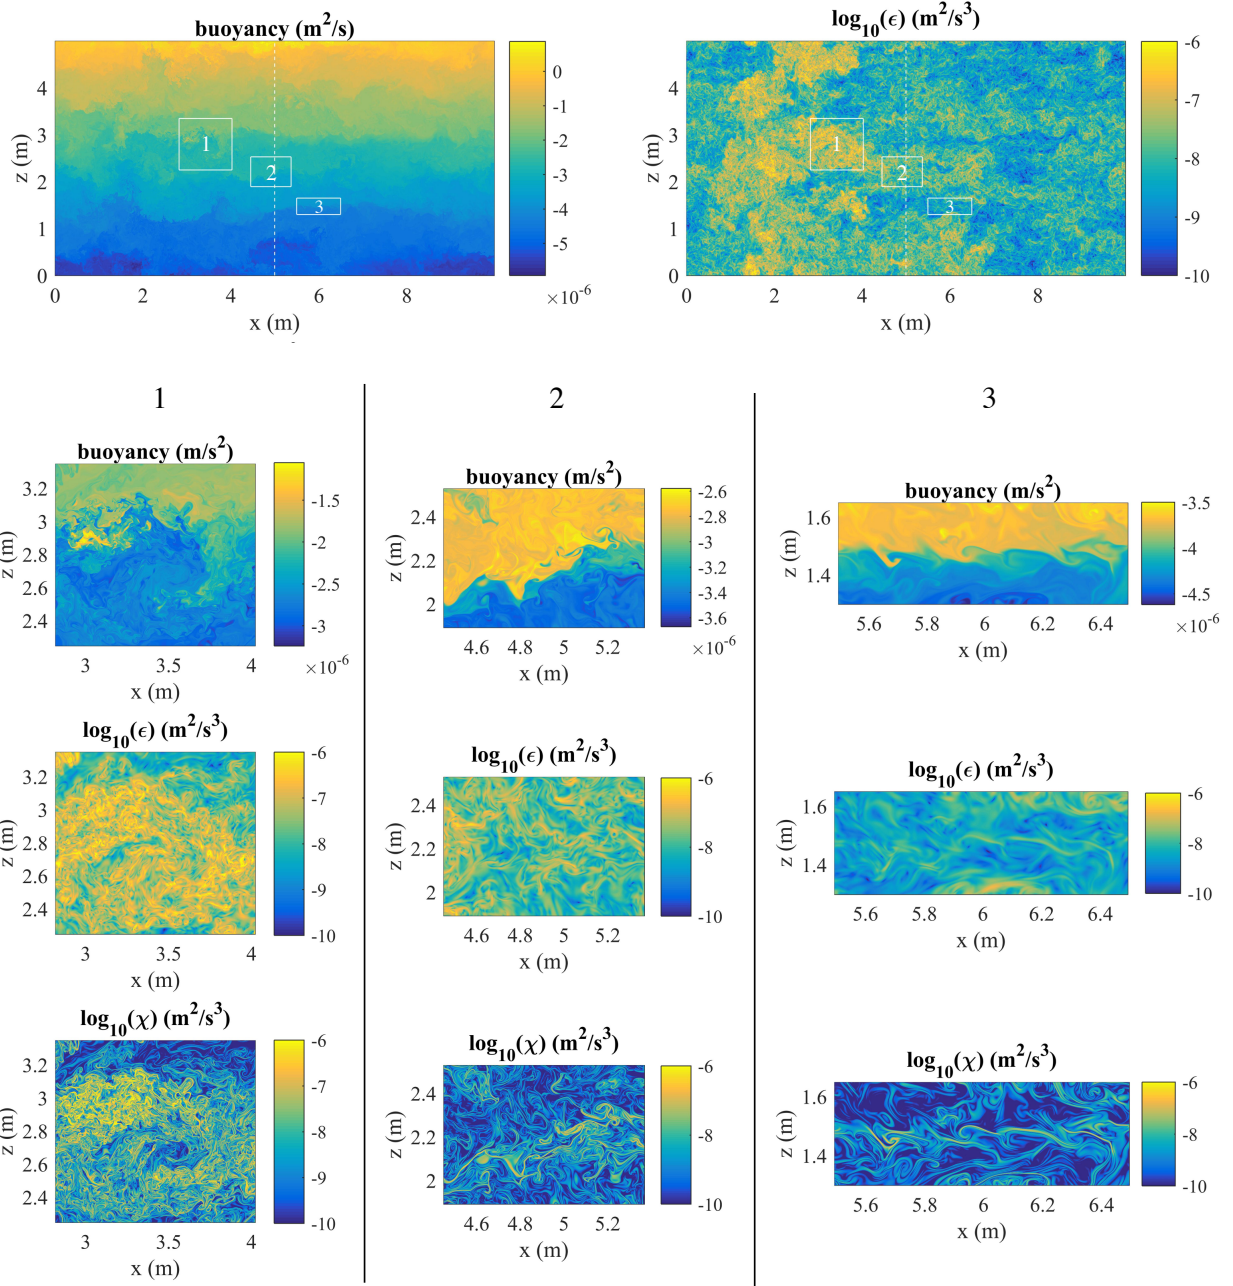 buoyancy (m²/s)
z (m)
4
3
2
1
0
0 2 4 6 8
x (m)
1
2
3
0
-1
-2
-3
-4
-5
×10⁻⁶
log₁₀(ϵ) (m²/s³)
z (m)
4
3
2
1
0
0 2 4 6 8
x (m)
1
2
3
-6
-7
-8
-9
-10
1
buoyancy (m/s²)
z (m)
3.2
3
2.8
2.6
2.4
3 3.5 4
x (m)
-1.5
-2
-2.5
-3
×10⁻⁶
log₁₀(ϵ) (m²/s³)
z (m)
3.2
3
2.8
2.6
2.4
3 3.5 4
x (m)
-6
-7
-8
-9
-10
log₁₀(χ) (m²/s³)
z (m)
3.2
3
2.8
2.6
2.4
3 3.5 4
x (m)
-6
-7
-8
-9
-10
2
buoyancy (m/s²)
z (m)
2.4
2.2
2
4.6 4.8 5 5.2
x (m)
-2.6
-2.8
-3
-3.2
-3.4
-3.6
×10⁻⁶
log₁₀(ϵ) (m²/s³)
z (m)
2.4
2.2
2
4.6 4.8 5 5.2
x (m)
-6
-8
-10
log₁₀(χ) (m²/s³)
z (m)
2.4
2.2
2
4.6 4.8 5 5.2
x (m)
-6
-8
-10
3
buoyancy (m/s²)
z (m)
1.6
1.4
5.6 5.8 6 6.2 6.4
x (m)
-3.5
-4
-4.5
×10⁻⁶
log₁₀(ϵ) (m²/s³)
z (m)
1.6
1.4
5.6 5.8 6 6.2 6.4
x (m)
-6
-8
-10
log₁₀(χ) (m²/s³)
z (m)
1.6
1.4
5.6 5.8 6 6.2 6.4
x (m)
-6
-8
-10